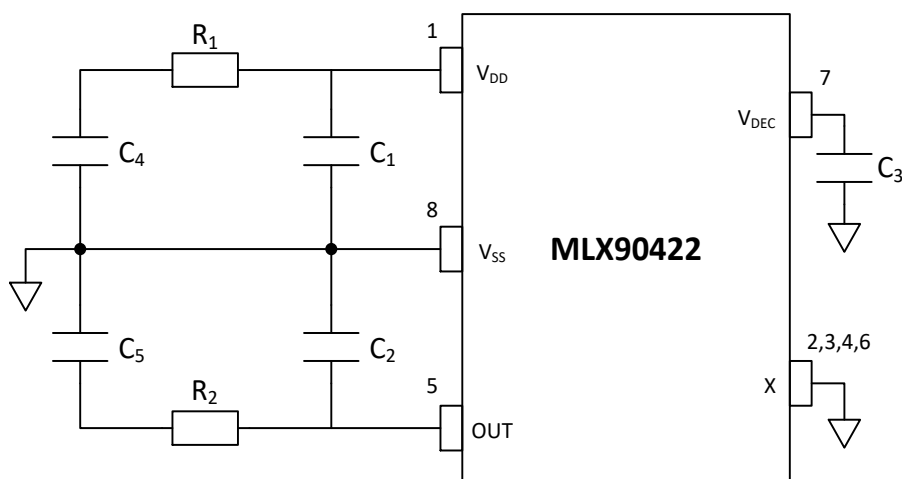 R1
1
VDD
7
VDEC
C4
C1
C3
8
VSS
MLX90422
C5
C2
2,3,4,6
X
R2
5
OUT